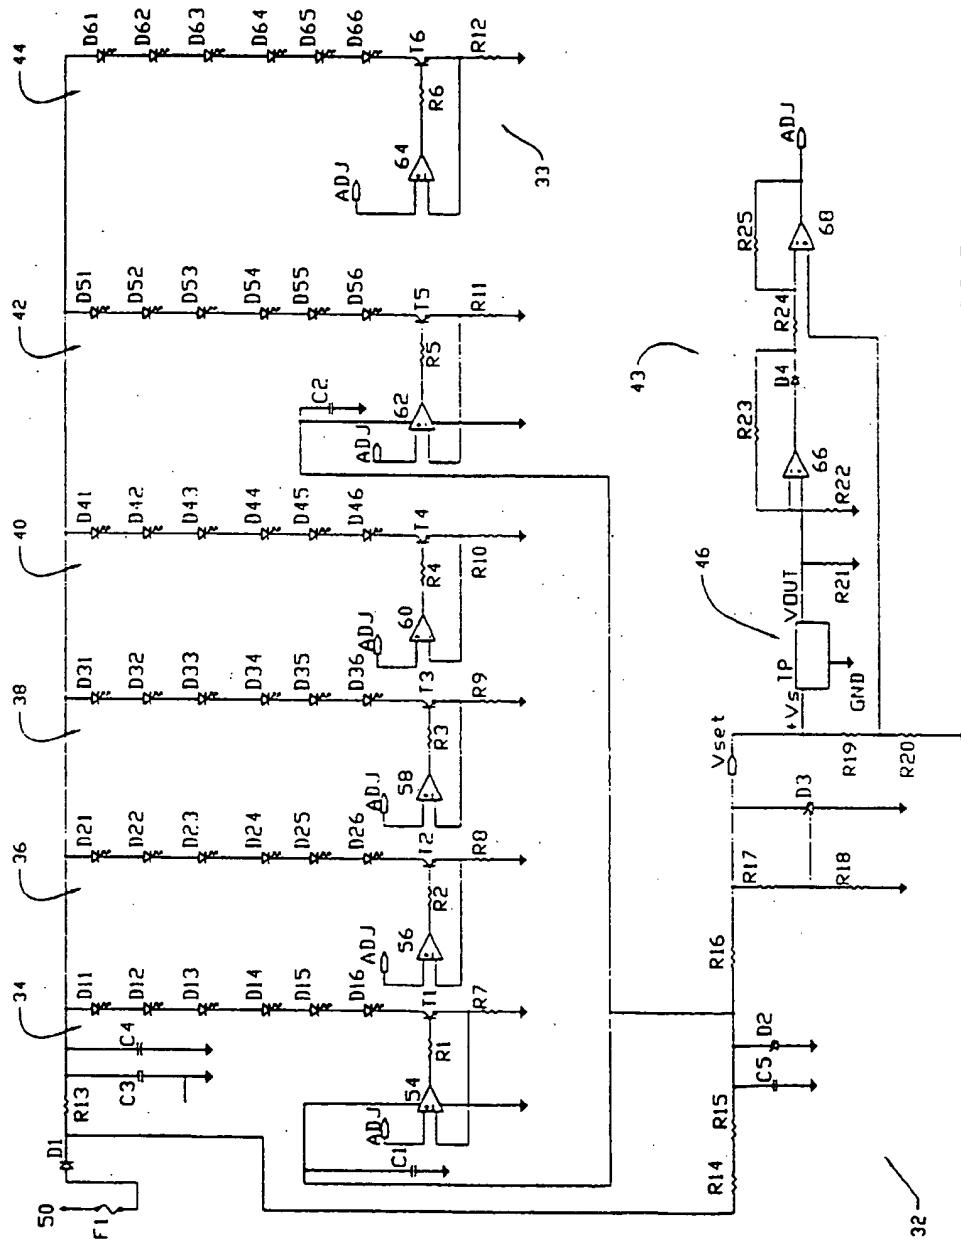 50
F1
D1
R13
C3
C4
34
36
38
40
42
44
D11
D12
D13
D14
D15
D16
T1
R7
R1
54
ADJ
C1
D21
D22
D23
D24
D25
D26
T2
R8
R2
56
ADJ
D31
D32
D33
D34
D35
D36
T3
R9
R3
58
ADJ
D41
D42
D43
D44
D45
D46
T4
R10
R4
60
ADJ
D51
D52
D53
D54
D55
D56
T5
R11
R5
62
ADJ
C2
D61
D62
D63
D64
D65
D66
T6
R12
R6
64
ADJ
33
32
R14
R15
C5
D2
R16
R17
R18
D3
Vset
+Vs
TP
VOUT
GND
46
R19
R20
R21
R22
66
R23
D4
43
R24
R25
68
ADJ